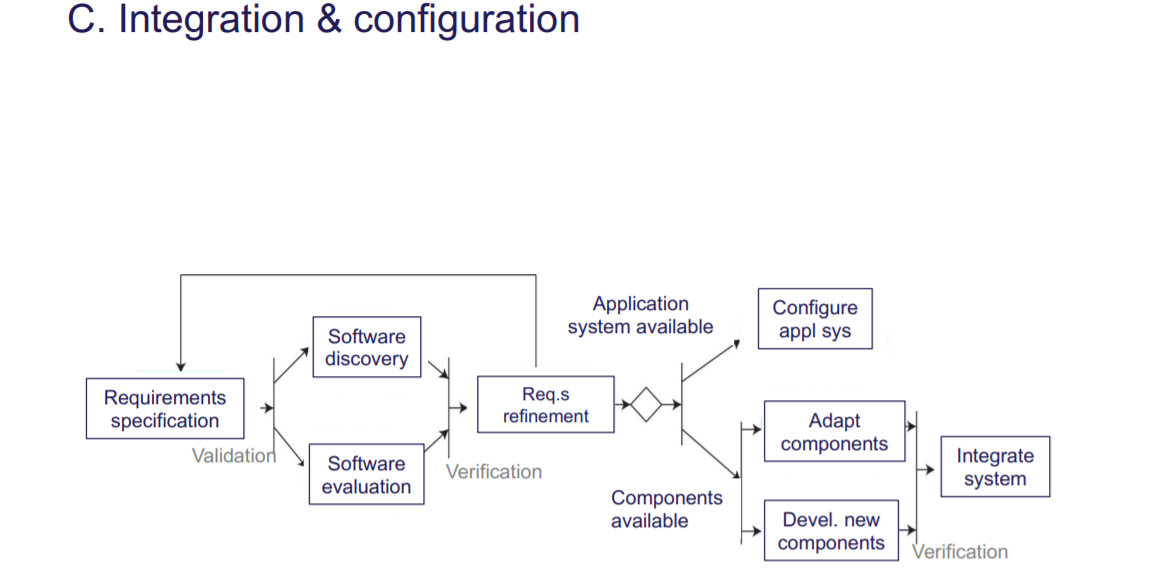 C. Integration & configuration
Application
system available
Configure
appl sys
Software
discovery
Requirements
specification
Req.s
refinement
Adapt
components
Validation
Software
evaluation
Verification
Integrate
system
Components
available
Devel. new
components
Verification